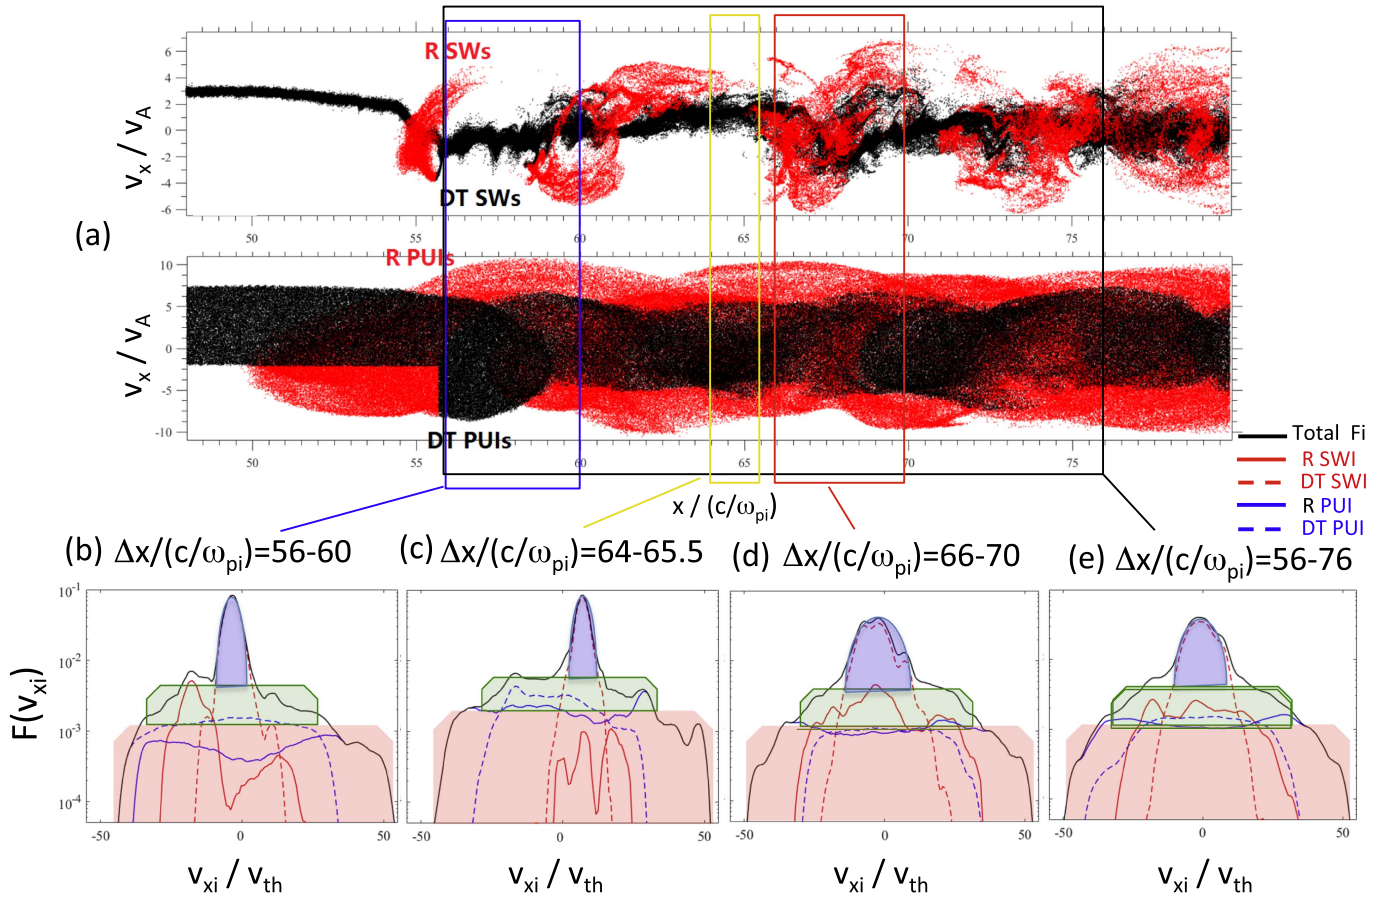 R SWs
6
4
2
0
-2
-4
-6
v_x / v_A
DT SWs
50 55 60 65 70 75
(a)
R PUIs
10
5
0
-5
-10
v_x / v_A
DT PUIs
50 55 60 65 70 75
x / (c/ω_pi)
Total Fi
R SWI
DT SWI
R PUI
DT PUI
(b) Δx/(c/ω_pi)=56-60
(c) Δx/(c/ω_pi)=64-65.5
(d) Δx/(c/ω_pi)=66-70
(e) Δx/(c/ω_pi)=56-76
10^-1
10^-2
10^-3
10^-4
F(v_xi)
-50 0 50
-50 0 50
-50 0 50
-50 0 50
v_xi / v_th
v_xi / v_th
v_xi / v_th
v_xi / v_th